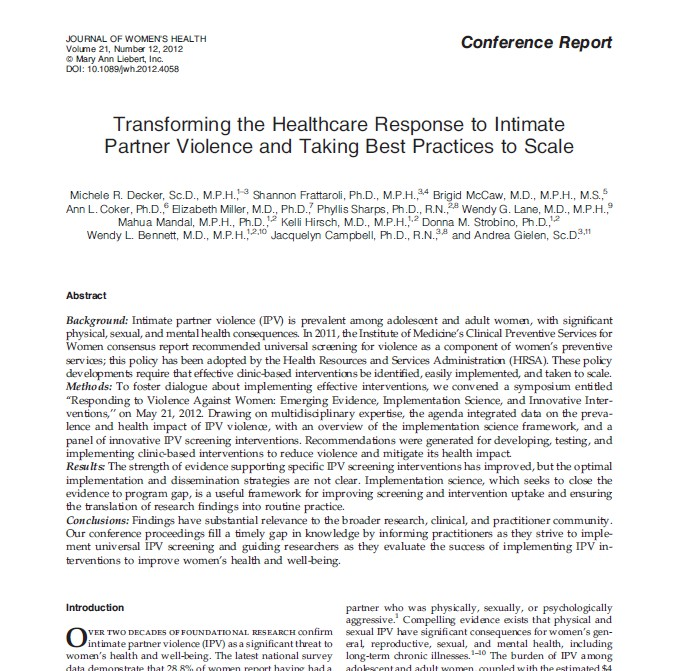 JOURNAL OF WOMEN'S HEALTH
Volume 21, Number 12, 2012
© Mary Ann Liebert, Inc.
DOI: 10.1089/jwh.2012.4058
Conference Report
Transforming the Healthcare Response to Intimate
Partner Violence and Taking Best Practices to Scale
Michele R. Decker, Sc.D., M.P.H.,1–3 Shannon Frattaroli, Ph.D., M.P.H.,3,4 Brigid McCaw, M.D., M.P.H., M.S.,5
Ann L. Coker, Ph.D.,6 Elizabeth Miller, M.D., Ph.D.,7 Phyllis Sharps, Ph.D., R.N.,2,8 Wendy G. Lane, M.D., M.P.H.,9
Mahua Mandal, M.P.H., Ph.D.,1,2 Kelli Hirsch, M.D., M.P.H.,1,2 Donna M. Strobino, Ph.D.,1,2
Wendy L. Bennett, M.D., M.P.H.,1,2,10 Jacquelyn Campbell, Ph.D., R.N.,3,8 and Andrea Gielen, Sc.D.3,11
Abstract
Background: Intimate partner violence (IPV) is prevalent among adolescent and adult women, with significant
physical, sexual, and mental health consequences. In 2011, the Institute of Medicine's Clinical Preventive Services for
Women consensus report recommended universal screening for violence as a component of women's preventive
services; this policy has been adopted by the Health Resources and Services Administration (HRSA). These policy
developments require that effective clinic-based interventions be identified, easily implemented, and taken to scale.
Methods: To foster dialogue about implementing effective interventions, we convened a symposium entitled
"Responding to Violence Against Women: Emerging Evidence, Implementation Science, and Innovative Inter-
ventions," on May 21, 2012. Drawing on multidisciplinary expertise, the agenda integrated data on the preva-
lence and health impact of IPV violence, with an overview of the implementation science framework, and a
panel of innovative IPV screening interventions. Recommendations were generated for developing, testing, and
implementing clinic-based interventions to reduce violence and mitigate its health impact.
Results: The strength of evidence supporting specific IPV screening interventions has improved, but the optimal
implementation and dissemination strategies are not clear. Implementation science, which seeks to close the
evidence to program gap, is a useful framework for improving screening and intervention uptake and ensuring
the translation of research findings into routine practice.
Conclusions: Findings have substantial relevance to the broader research, clinical, and practitioner community.
Our conference proceedings fill a timely gap in knowledge by informing practitioners as they strive to imple-
ment universal IPV screening and guiding researchers as they evaluate the success of implementing IPV in-
terventions to improve women's health and well-being.
Introduction
OVER TWO DECADES OF FOUNDATIONAL RESEARCH confirm
intimate partner violence (IPV) as a significant threat to
women's health and well-being. The latest national survey
data demonstrate that 28.8% of women report having had a
partner who was physically, sexually, or psychologically
aggressive.1 Compelling evidence exists that physical and
sexual IPV have significant consequences for women's gen-
eral, reproductive, sexual, and mental health, including
long-term chronic illnesses.1–10 The burden of IPV among
adolescent and adult women, coupled with the estimated $4